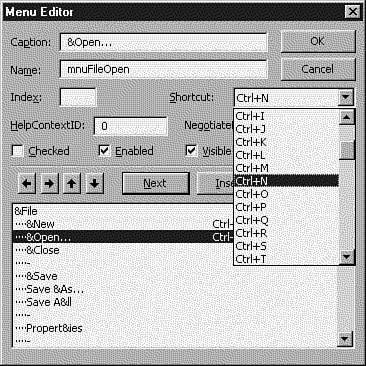 Menu Editor
Caption: &Open...
OK
Name: mnuFileOpen
Cancel
Index:
Shortcut: Ctrl+N
HelpContextID: 0
Checked
Enabled
Visible
Next
Ctrl+I
Ctrl+J
Ctrl+K
Ctrl+L
Ctrl+M
Ctrl+N
Ctrl+O
Ctrl+P
Ctrl+Q
Ctrl+R
Ctrl+S
Ctrl+T
&File
····&New Ctrl+
····&Open... Ctrl+
····&Close
····-
····&Save
····Save &As...
····Save A&ll
····-
····Propert&ies
····-